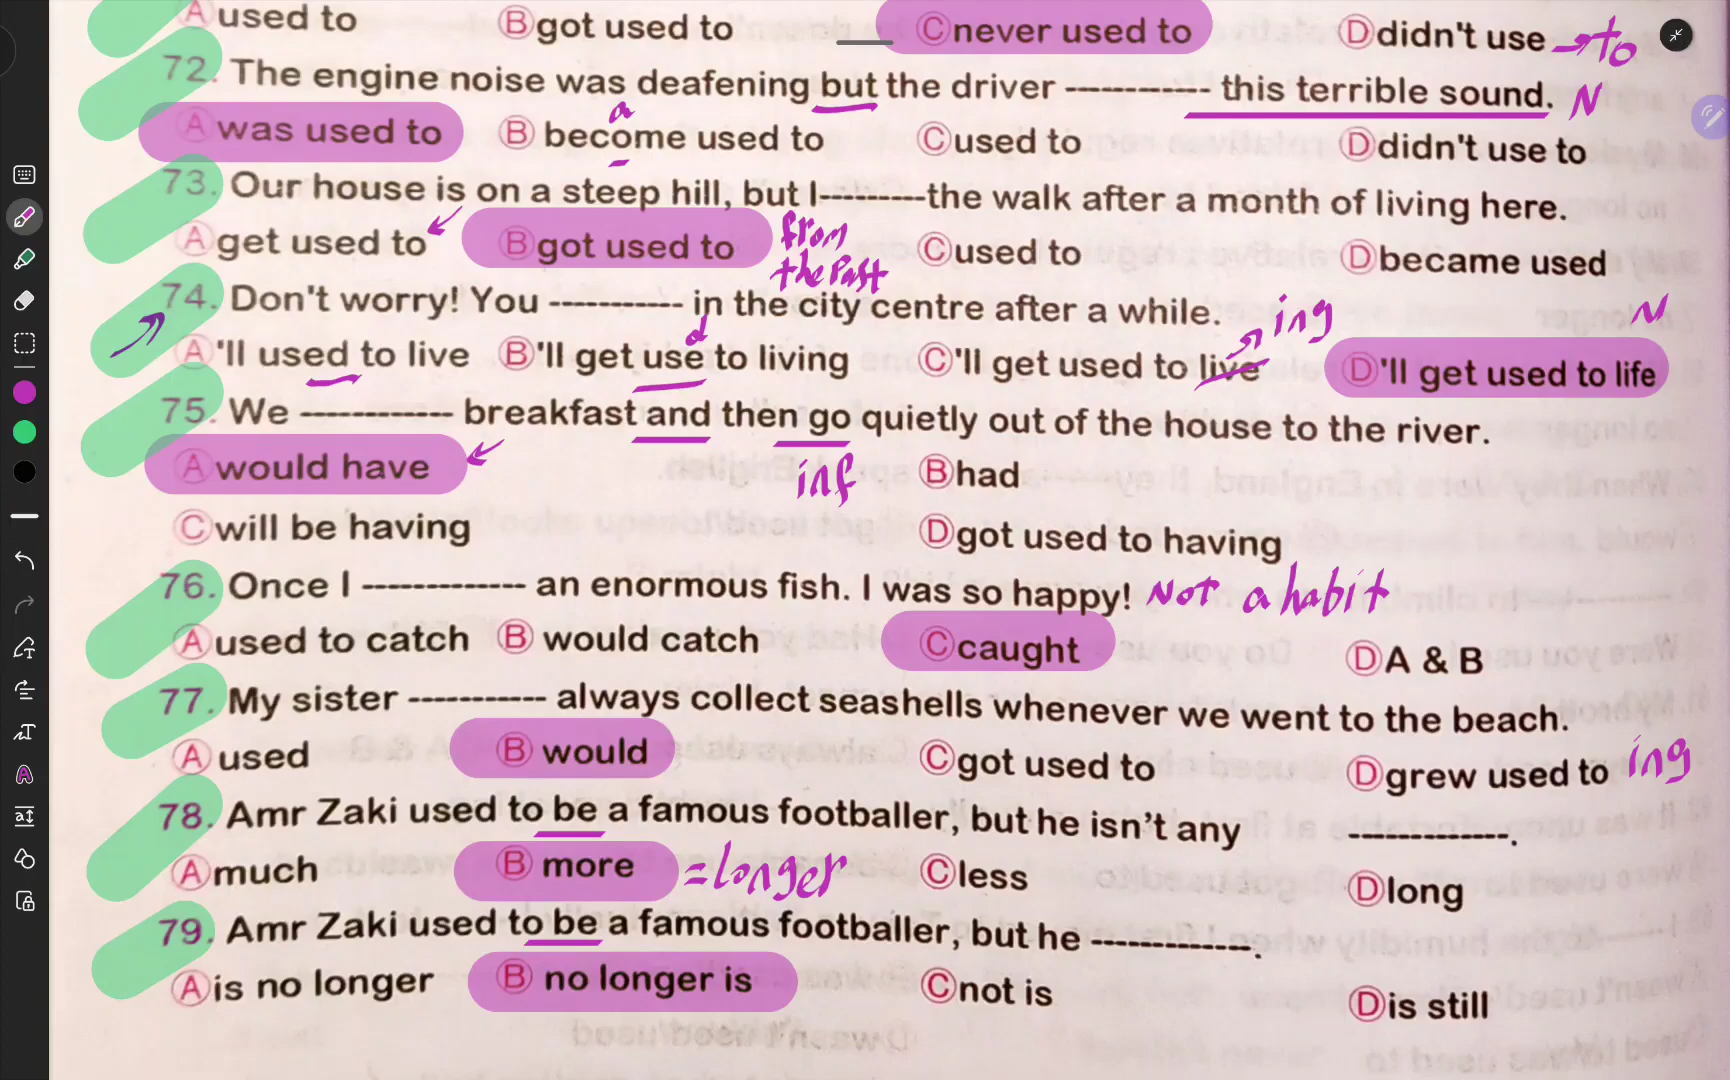 A used to B got used to C never used to D didn't use → to
72. The engine noise was deafening but the driver ----------- this terrible sound. N
a
A was used to B become used to C used to D didn't use to
73. Our house is on a steep hill, but I---------the walk after a month of living here.
A get used to B got used to C used to D became used
from
the past
74. Don't worry! You ----------- in the city centre after a while. ing N
d
A 'll used to live B 'll get use to living C 'll get used to live D 'll get used to life
75. We ------------ breakfast and then go quietly out of the house to the river.
A would have inf B had
C will be having D got used to having
76. Once I ------------- an enormous fish. I was so happy! Not a habit
A used to catch B would catch C caught D A & B
77. My sister ----------- always collect seashells whenever we went to the beach.
A used B would C got used to D grew used to ing
78. Amr Zaki used to be a famous footballer, but he isn't any -------------.
A much B more = longer C less D long
79. Amr Zaki used to be a famous footballer, but he -------------.
A is no longer B no longer is C not is D is still